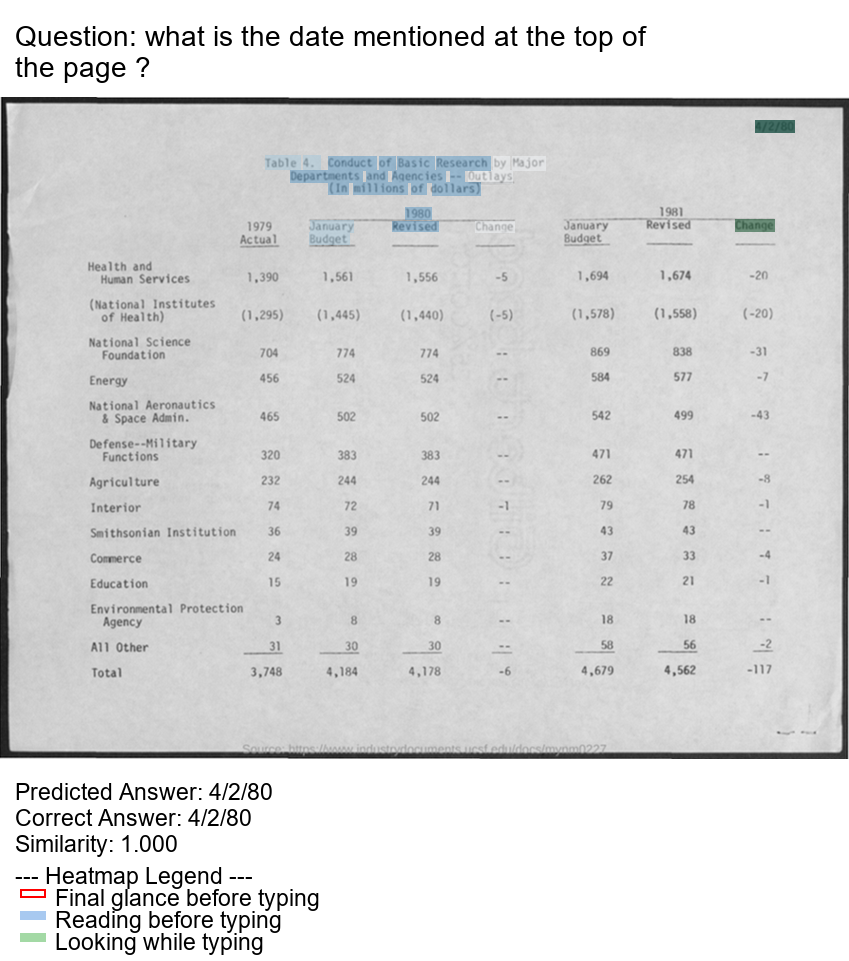 Question: what is the date mentioned at the top of
the page ?
4/2/80
Table 4. Conduct of Basic Research by Major
Departments and Agencies -- Outlays
(In millions of dollars)
1980 1981
1979 January Revised Change January Revised Change
Actual Budget Budget
Health and
Human Services 1,390 1,561 1,556 -5 1,694 1,674 -20
(National Institutes
of Health) (1,295) (1,445) (1,440) (-5) (1,578) (1,558) (-20)
National Science
Foundation 704 774 774 -- 869 838 -31
Energy 456 524 524 -- 584 577 -7
National Aeronautics
& Space Admin. 465 502 502 -- 542 499 -43
Defense--Military
Functions 320 383 383 -- 471 471 --
Agriculture 232 244 244 -- 262 254 -8
Interior 74 72 71 -1 79 78 -1
Smithsonian Institution 36 39 39 -- 43 43 --
Commerce 24 28 28 -- 37 33 -4
Education 15 19 19 -- 22 21 -1
Environmental Protection
Agency 3 8 8 -- 18 18 --
All Other 31 30 30 -- 58 56 -2
Total 3,748 4,184 4,178 -6 4,679 4,562 -117
Source: https://www.industrydocuments.ucsf.edu/docs/mynm0227
Predicted Answer: 4/2/80
Correct Answer: 4/2/80
Similarity: 1.000
--- Heatmap Legend ---
Final glance before typing
Reading before typing
Looking while typing